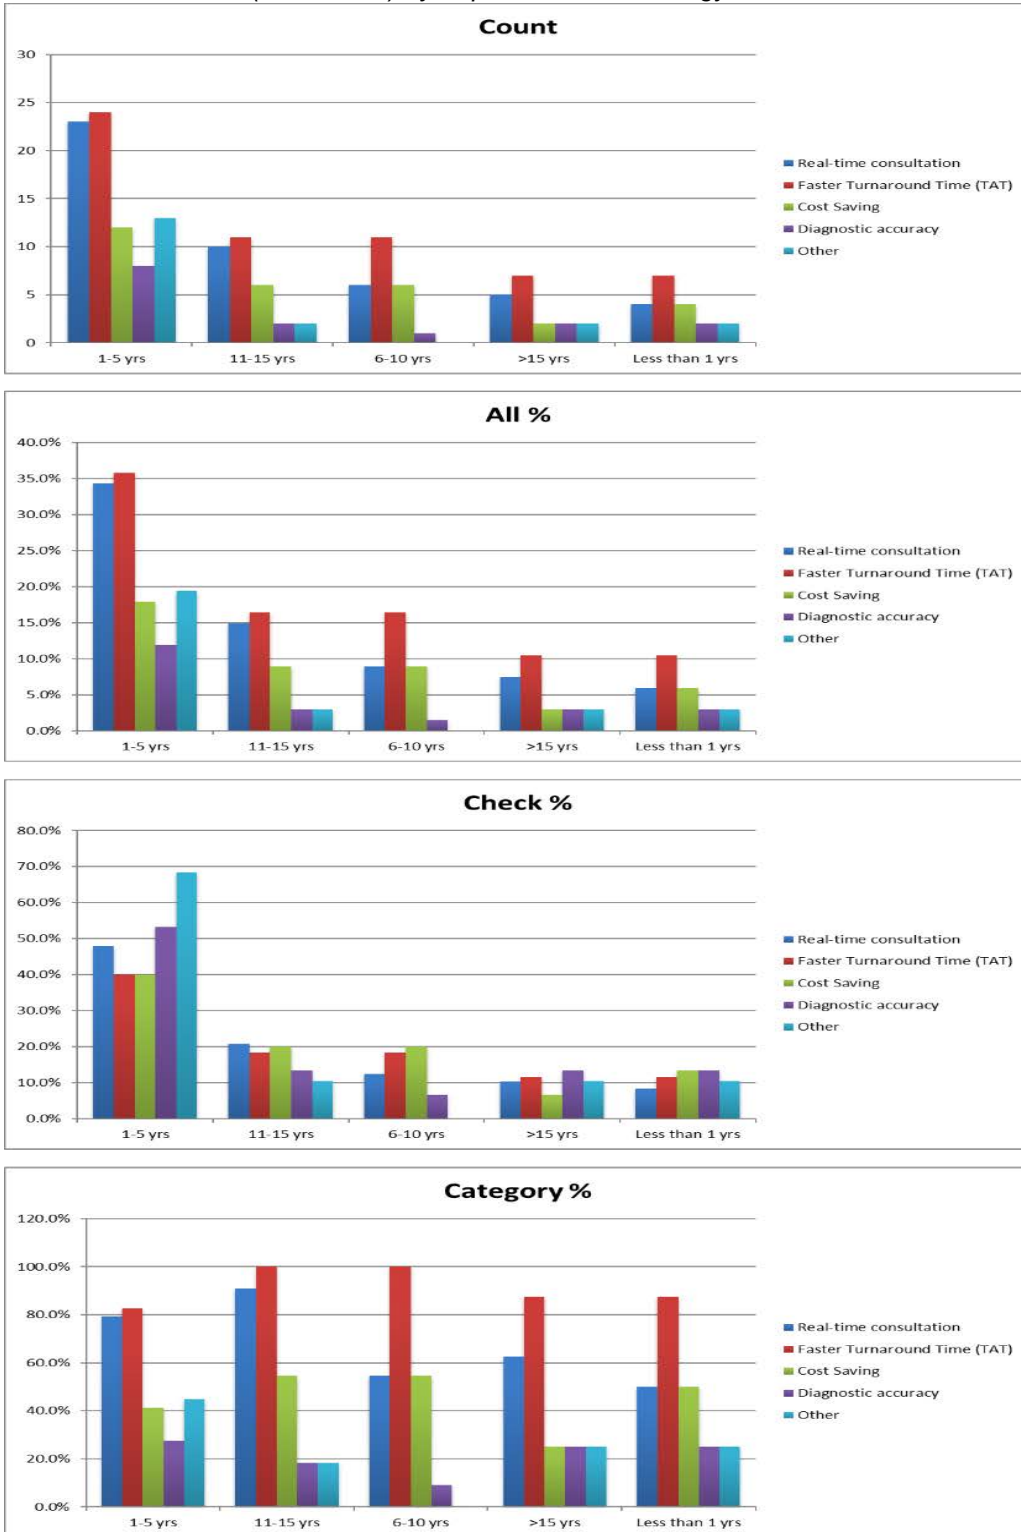 Count
30
25
20
15
10
5
0
1-5 yrs 11-15 yrs 6-10 yrs >15 yrs Less than 1 yrs
Real-time consultation
Faster Turnaround Time (TAT)
Cost Saving
Diagnostic accuracy
Other
All %
40.0%
35.0%
30.0%
25.0%
20.0%
15.0%
10.0%
5.0%
0.0%
1-5 yrs 11-15 yrs 6-10 yrs >15 yrs Less than 1 yrs
Real-time consultation
Faster Turnaround Time (TAT)
Cost Saving
Diagnostic accuracy
Other
Check %
80.0%
70.0%
60.0%
50.0%
40.0%
30.0%
20.0%
10.0%
0.0%
1-5 yrs 11-15 yrs 6-10 yrs >15 yrs Less than 1 yrs
Real-time consultation
Faster Turnaround Time (TAT)
Cost Saving
Diagnostic accuracy
Other
Category %
120.0%
100.0%
80.0%
60.0%
40.0%
20.0%
0.0%
1-5 yrs 11-15 yrs 6-10 yrs >15 yrs Less than 1 yrs
Real-time consultation
Faster Turnaround Time (TAT)
Cost Saving
Diagnostic accuracy
Other